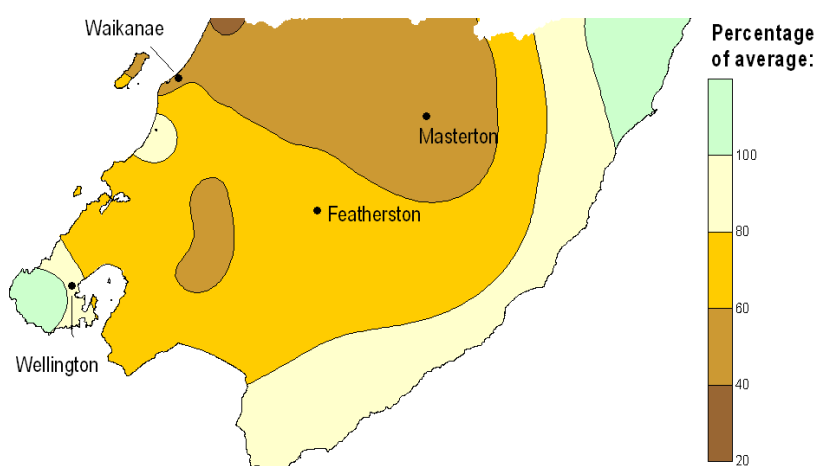 Waikanae
Percentage
of average:
Masterton
100
Featherston
80
60
Wellington
40
20